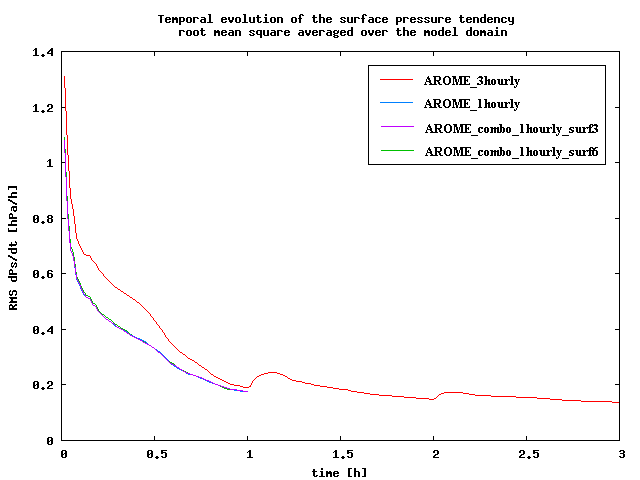 Temporal evolution of the surface pressure tendency
root mean square averaged over the model domain
1.4
1.2
1
0.8
0.6
0.4
0.2
0
RMS dPs/dt [hPa/h]
AROME_3hourly
AROME_1hourly
AROME_combo_1hourly_surf3
AROME_combo_1hourly_surf6
0 0.5 1 1.5 2 2.5 3
time [h]